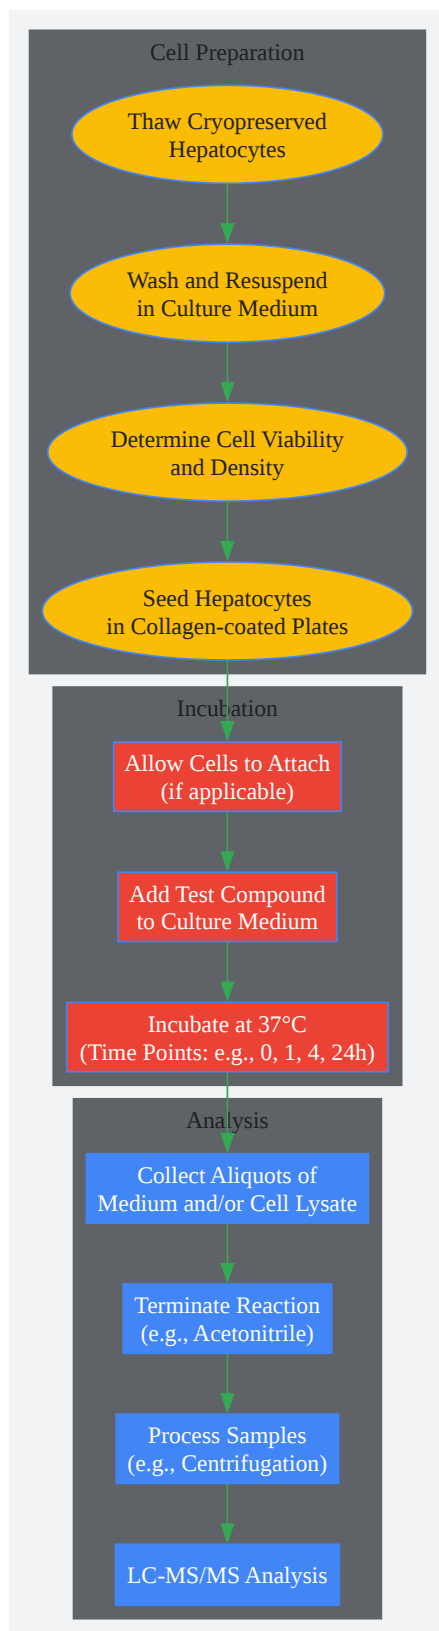 Cell Preparation
Thaw Cryopreserved
Hepatocytes
Wash and Resuspend
in Culture Medium
Determine Cell Viability
and Density
Seed Hepatocytes
in Collagen-coated Plates
Incubation
Allow Cells to Attach
(if applicable)
Add Test Compound
to Culture Medium
Incubate at 37°C
(Time Points: e.g., 0, 1, 4, 24h)
Analysis
Collect Aliquots of
Medium and/or Cell Lysate
Terminate Reaction
(e.g., Acetonitrile)
Process Samples
(e.g., Centrifugation)
LC-MS/MS Analysis